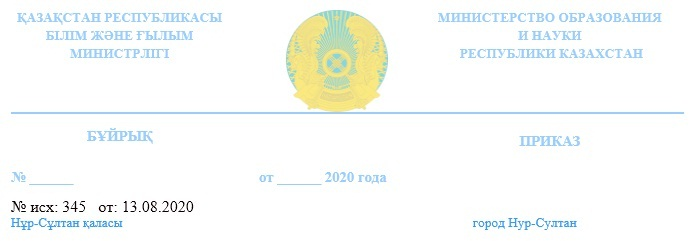 ҚАЗАҚСТАН РЕСПУБЛИКАСЫ
БІЛІМ ЖӘНЕ ҒЫЛЫМ
МИНИСТРЛІГІ
МИНИСТЕРСТВО ОБРАЗОВАНИЯ
И НАУКИ
РЕСПУБЛИКИ КАЗАХСТАН
БҰЙРЫҚ
ПРИКАЗ
№ ______ от ______ 2020 года
№ исх: 345 от: 13.08.2020
Нұр-Сұлтан қаласы
город Нур-Султан